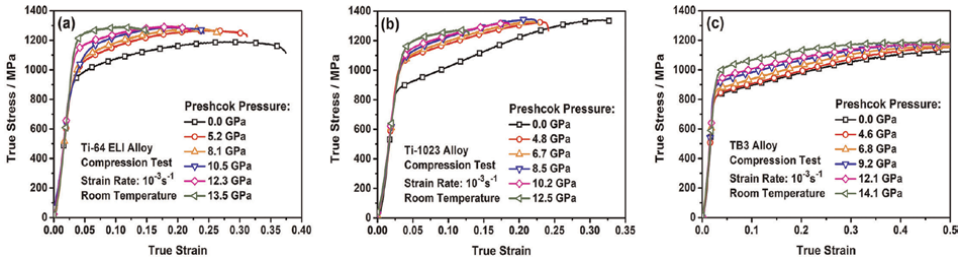 (a)
True Stress / MPa
1400
1200
1000
800
600
400
200
0
Preshcok Pressure:
0.0 GPa
5.2 GPa
8.1 GPa
10.5 GPa
12.3 GPa
13.5 GPa
Ti-64 ELI Alloy
Compression Test
Strain Rate: 10⁻³s⁻¹
Room Temperature
0.00 0.05 0.10 0.15 0.20 0.25 0.30 0.35 0.40
True Strain
(b)
True Stress / MPa
1400
1200
1000
800
600
400
200
0
Preshcok Pressure:
0.0 GPa
4.8 GPa
6.7 GPa
8.5 GPa
10.2 GPa
12.5 GPa
Ti-1023 Alloy
Compression Test
Strain Rate: 10⁻³s⁻¹
Room Temperature
0.00 0.05 0.10 0.15 0.20 0.25 0.30 0.35
True Strain
(c)
True Stress / MPa
1400
1200
1000
800
600
400
200
0
Preshcok Pressure:
0.0 GPa
4.6 GPa
6.8 GPa
9.2 GPa
12.1 GPa
14.1 GPa
TB3 Alloy
Compression Test
Strain Rate: 10⁻³s⁻¹
Room Temperature
0.0 0.1 0.2 0.3 0.4 0.5
True Strain